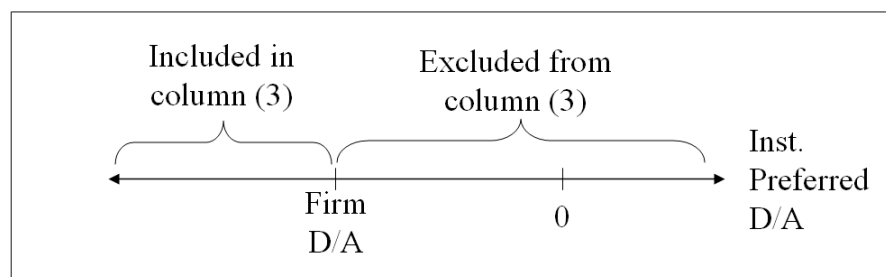 Included in
column (3)
Excluded from
column (3)
Inst.
Preferred
D/A
Firm
D/A
0